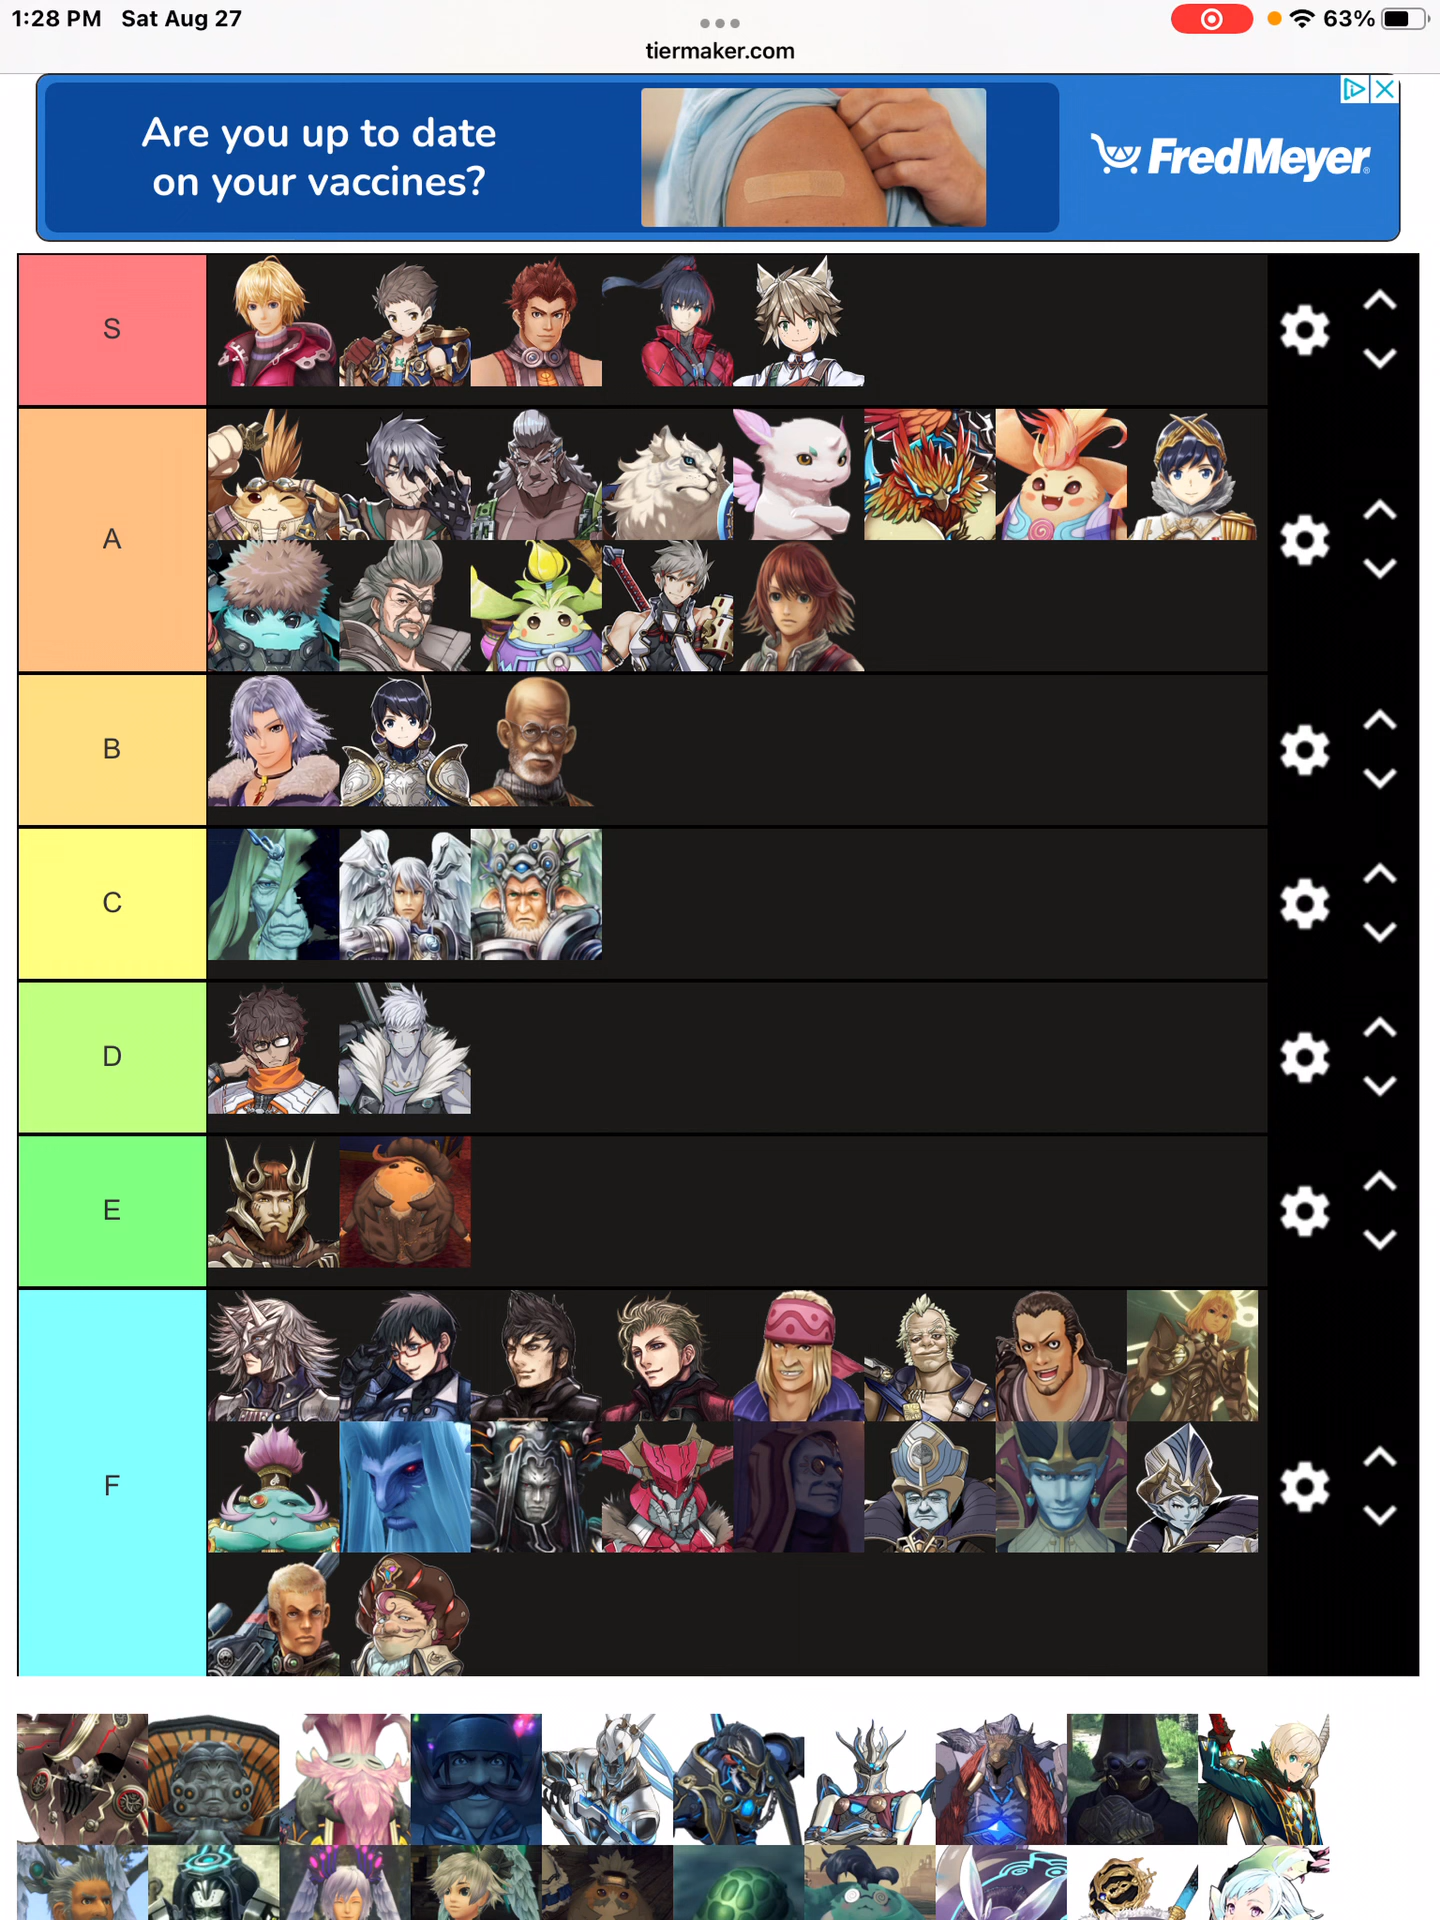 1:28 PM Sat Aug 27
63%
tiermaker.com
Are you up to date
on your vaccines?
FredMeyer®
S
A
B
C
D
E
F